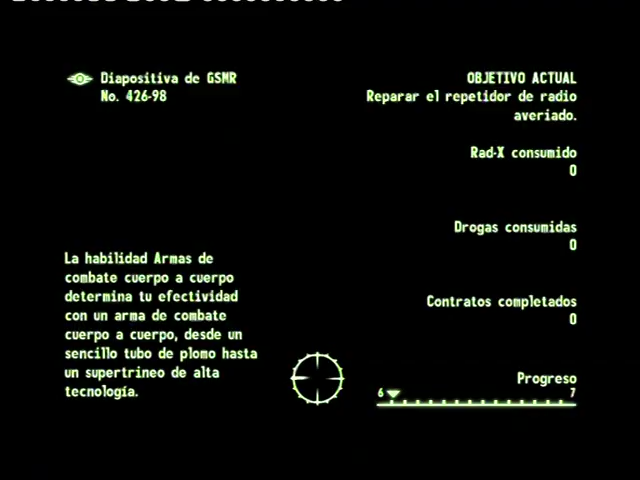 Diapositiva de GSMR
No. 426-98
OBJETIVO ACTUAL
Reparar el repetidor de radio
averiado.
Rad-X consumido
0
Drogas consumidas
0
Contratos completados
0
La habilidad Armas de
combate cuerpo a cuerpo
determina tu efectividad
con un arma de combate
cuerpo a cuerpo, desde un
sencillo tubo de plomo hasta
un supertrineo de alta
tecnología.
Progreso
6 7